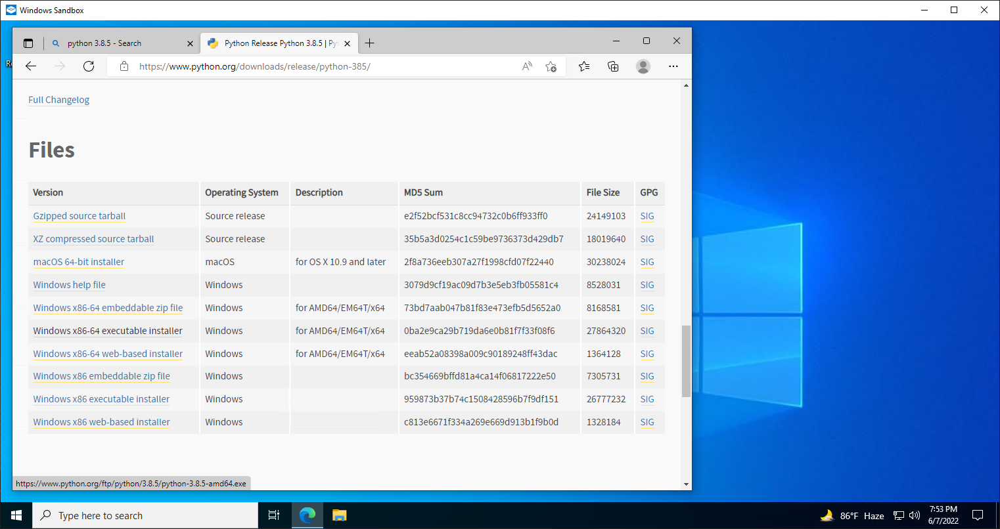 Windows Sandbox
python 3.8.5 - Search
Python Release Python 3.8.5 | Pyt
https://www.python.org/downloads/release/python-385/
Full Changelog
Files
Version Operating System Description MD5 Sum File Size GPG
Gzipped source tarball Source release e2f52bcf531c8cc94732c0b6ff933ff0 24149103 SIG
XZ compressed source tarball Source release 35b5a3d0254c1c59be9736373d429db7 18019640 SIG
macOS 64-bit installer macOS for OS X 10.9 and later 2f8a736eeb307a27f1998cfd07f22440 30238024 SIG
Windows help file Windows 3079d9cf19ac09d7b3e5eb3fb05581c4 8528031 SIG
Windows x86-64 embeddable zip file Windows for AMD64/EM64T/x64 73bd7aab047b81f83e473efb5d5652a0 8168581 SIG
Windows x86-64 executable installer Windows for AMD64/EM64T/x64 0ba2e9ca29b719da6e0b81f7f33f08f6 27864320 SIG
Windows x86-64 web-based installer Windows for AMD64/EM64T/x64 eeab52a08398a009c90189248ff43dac 1364128 SIG
Windows x86 embeddable zip file Windows bc354669bffd81a4ca14f06817222e50 7305731 SIG
Windows x86 executable installer Windows 959873b37b74c1508428596b7f9df151 26777232 SIG
Windows x86 web-based installer Windows c813e6671f334a269e669d913b1f9b0d 1328184 SIG
https://www.python.org/ftp/python/3.8.5/python-3.8.5-amd64.exe
Type here to search
86°F Haze
7:53 PM
6/7/2022